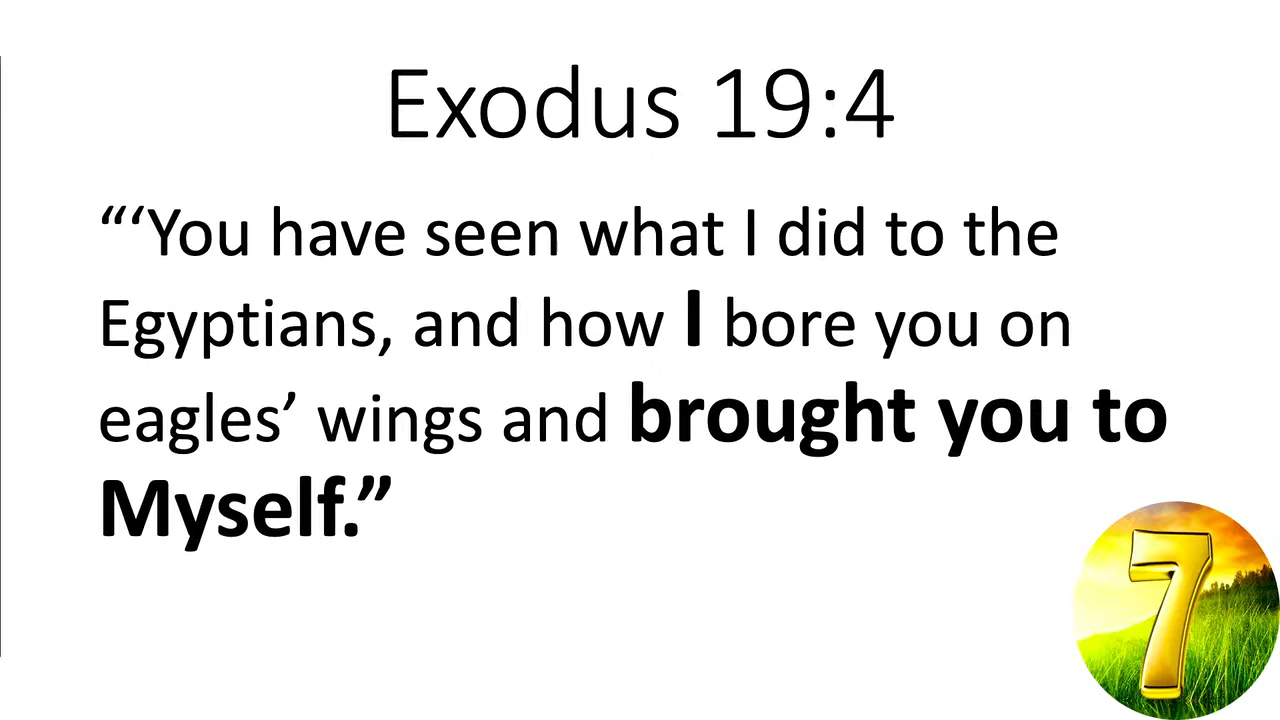 Exodus 19:4
“‘You have seen what I did to the
Egyptians, and how I bore you on
eagles’ wings and brought you to
Myself.”
7